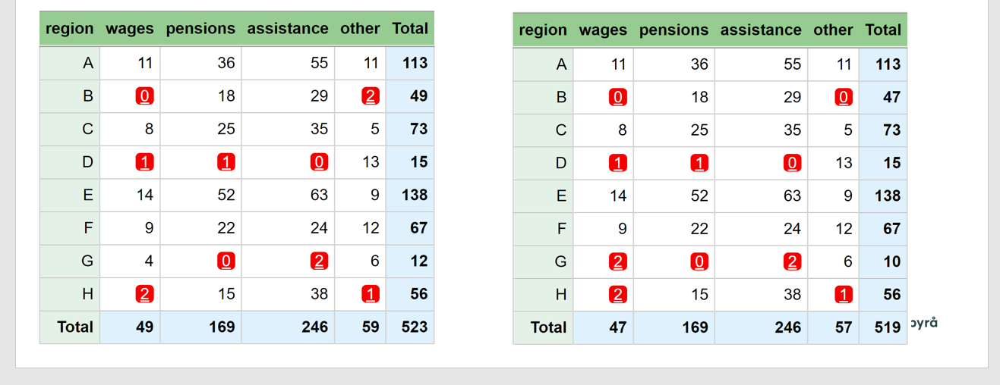 region wages pensions assistance other Total
A 11 36 55 11 113
B 0 18 29 2 49
C 8 25 35 5 73
D 1 1 0 13 15
E 14 52 63 9 138
F 9 22 24 12 67
G 4 0 2 6 12
H 2 15 38 1 56
Total 49 169 246 59 523
region wages pensions assistance other Total
A 11 36 55 11 113
B 0 18 29 0 47
C 8 25 35 5 73
D 1 1 0 13 15
E 14 52 63 9 138
F 9 22 24 12 67
G 2 0 2 6 10
H 2 15 38 1 56
Total 47 169 246 57 519